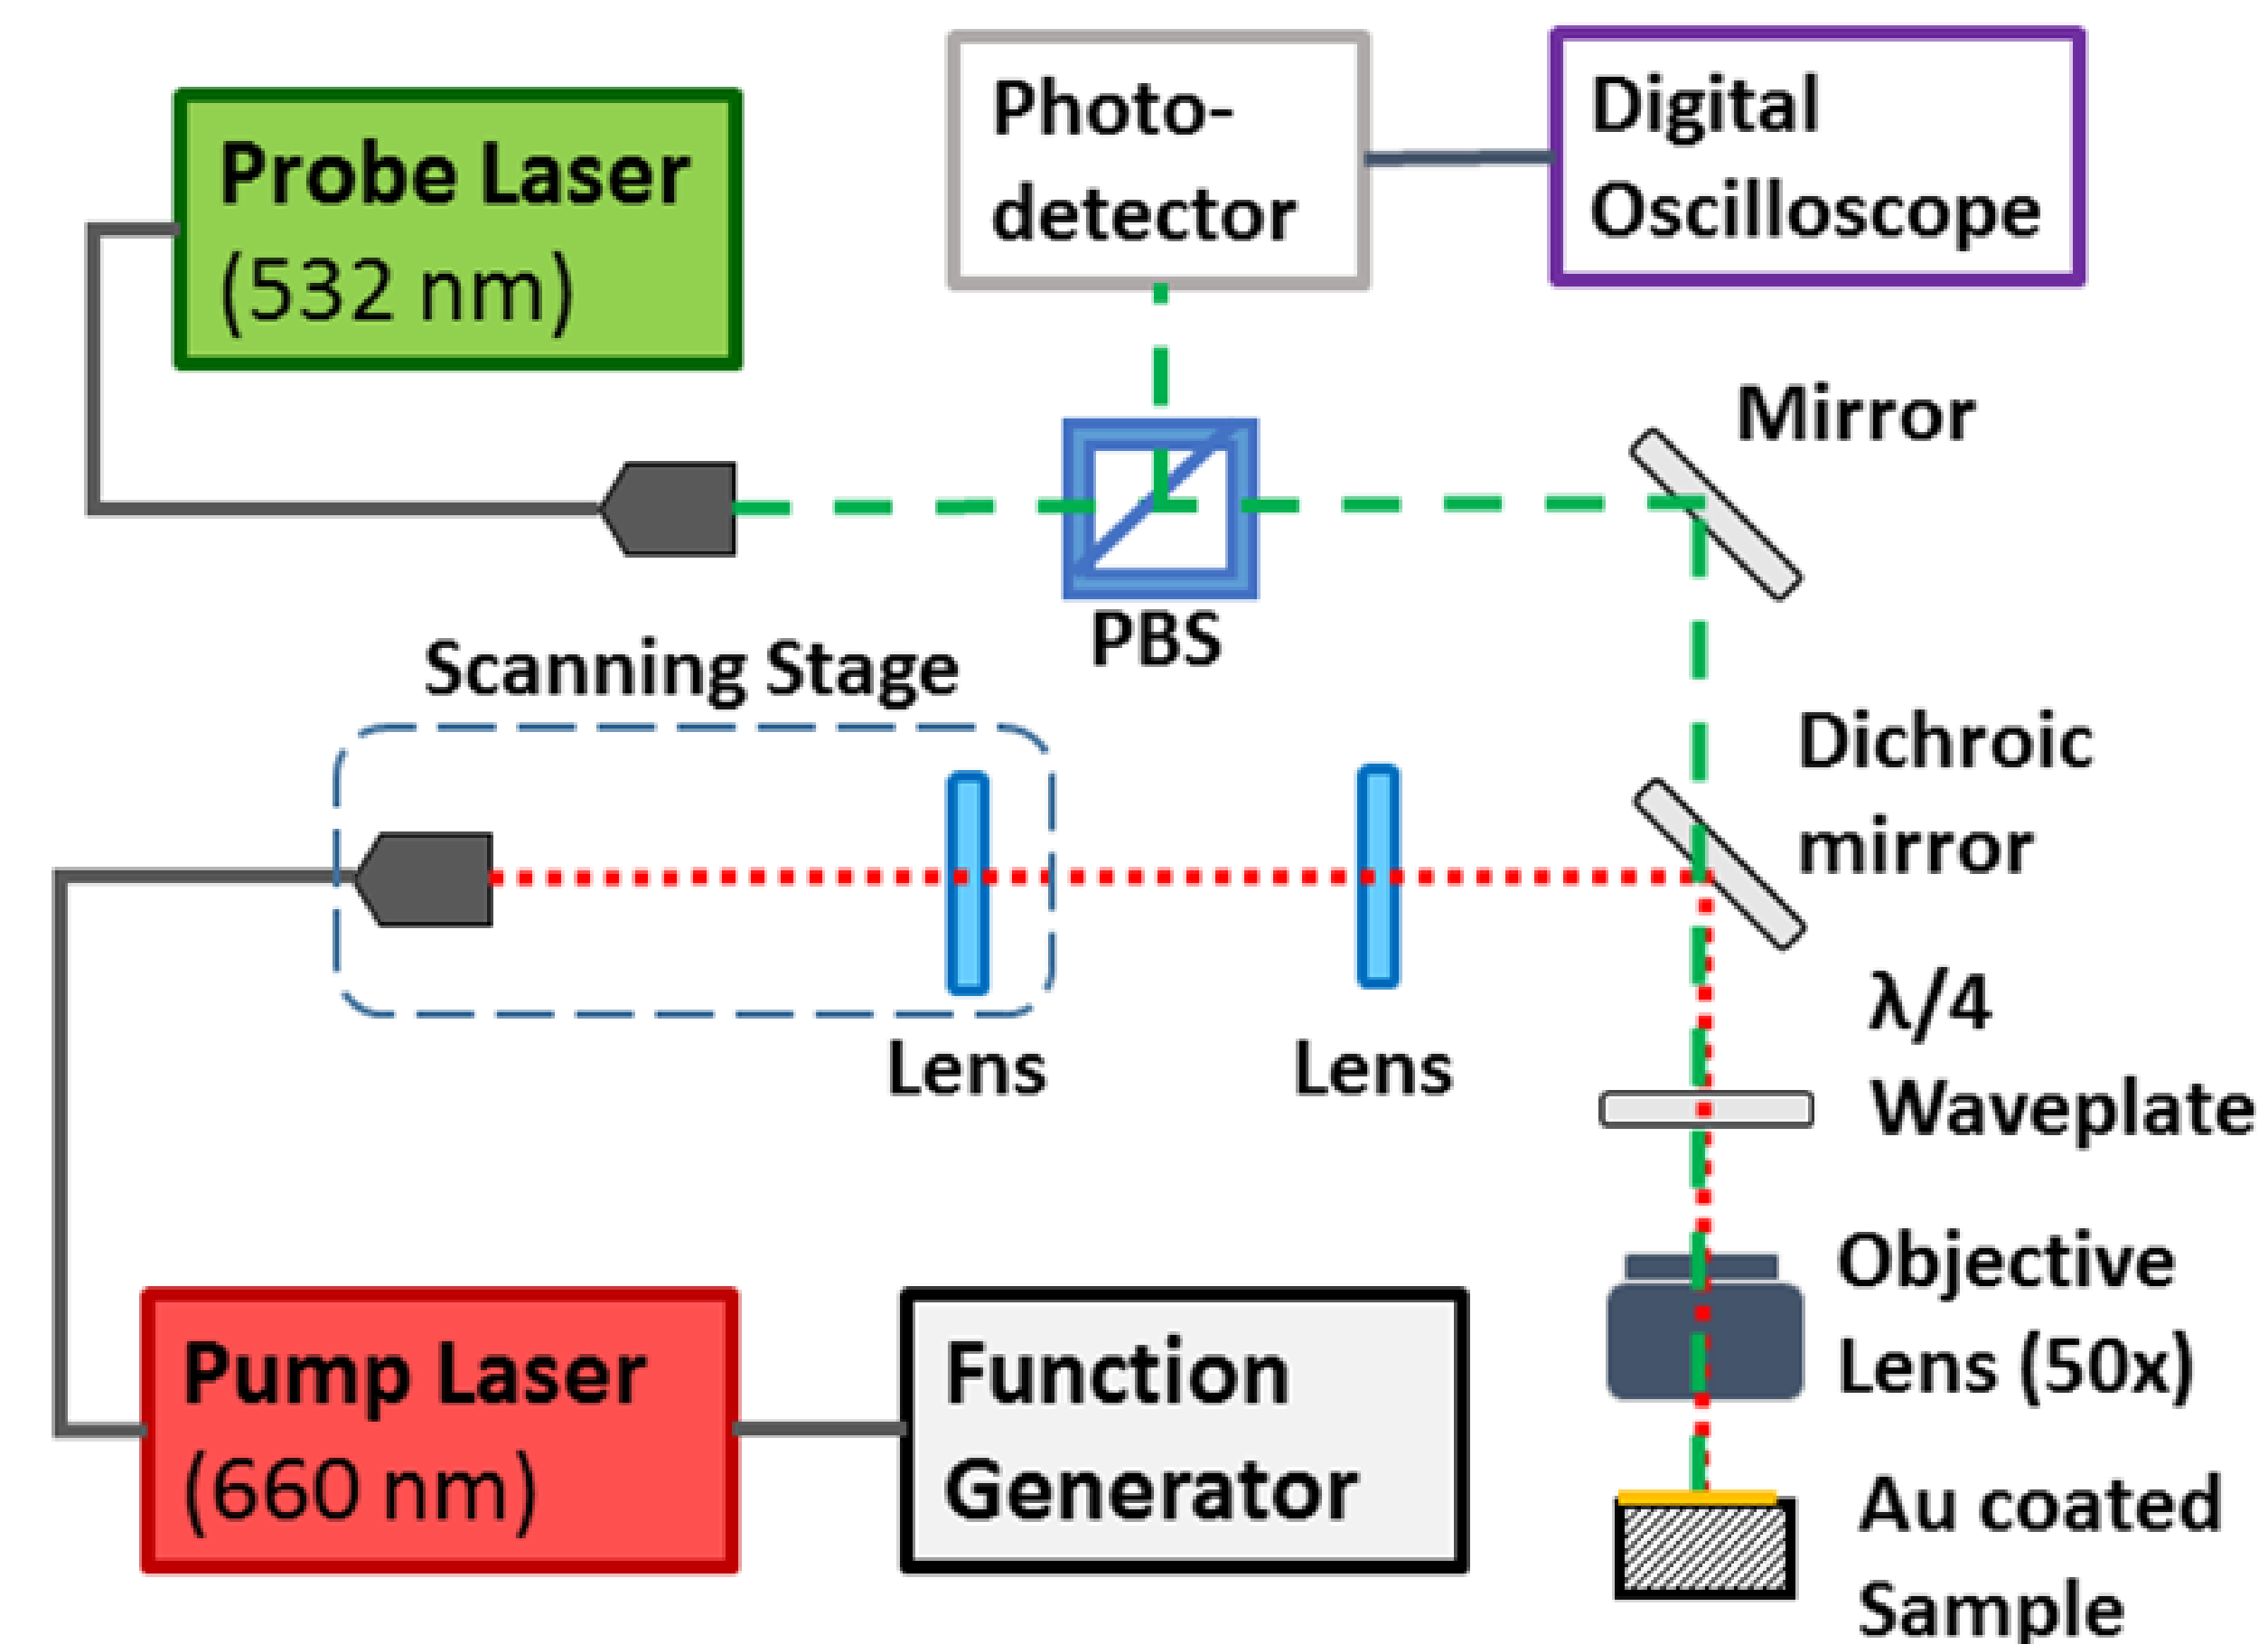 Probe Laser
(532 nm)
Photo-
detector
Digital
Oscilloscope
Mirror
PBS
Scanning Stage
Dichroic
mirror
Lens
Lens
λ/4
Waveplate
Objective
Lens (50x)
Pump Laser
(660 nm)
Function
Generator
Au coated
Sample